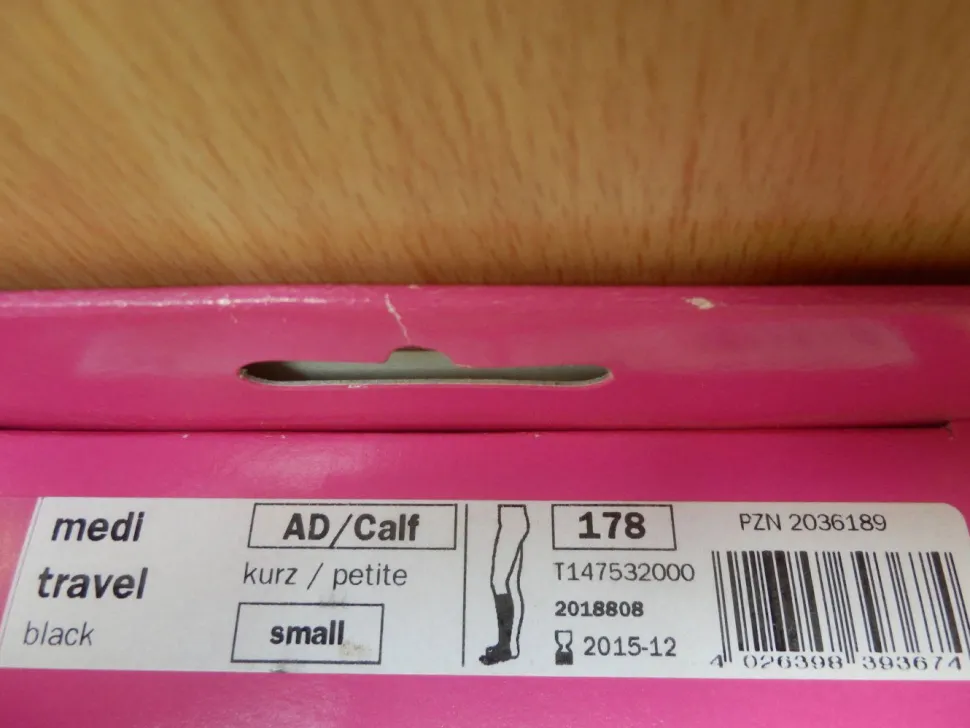 medi
travel
black
AD/Calf
kurz / petite
small
178
T147532000
2018808
2015-12
PZN 2036189
4 026398 393674